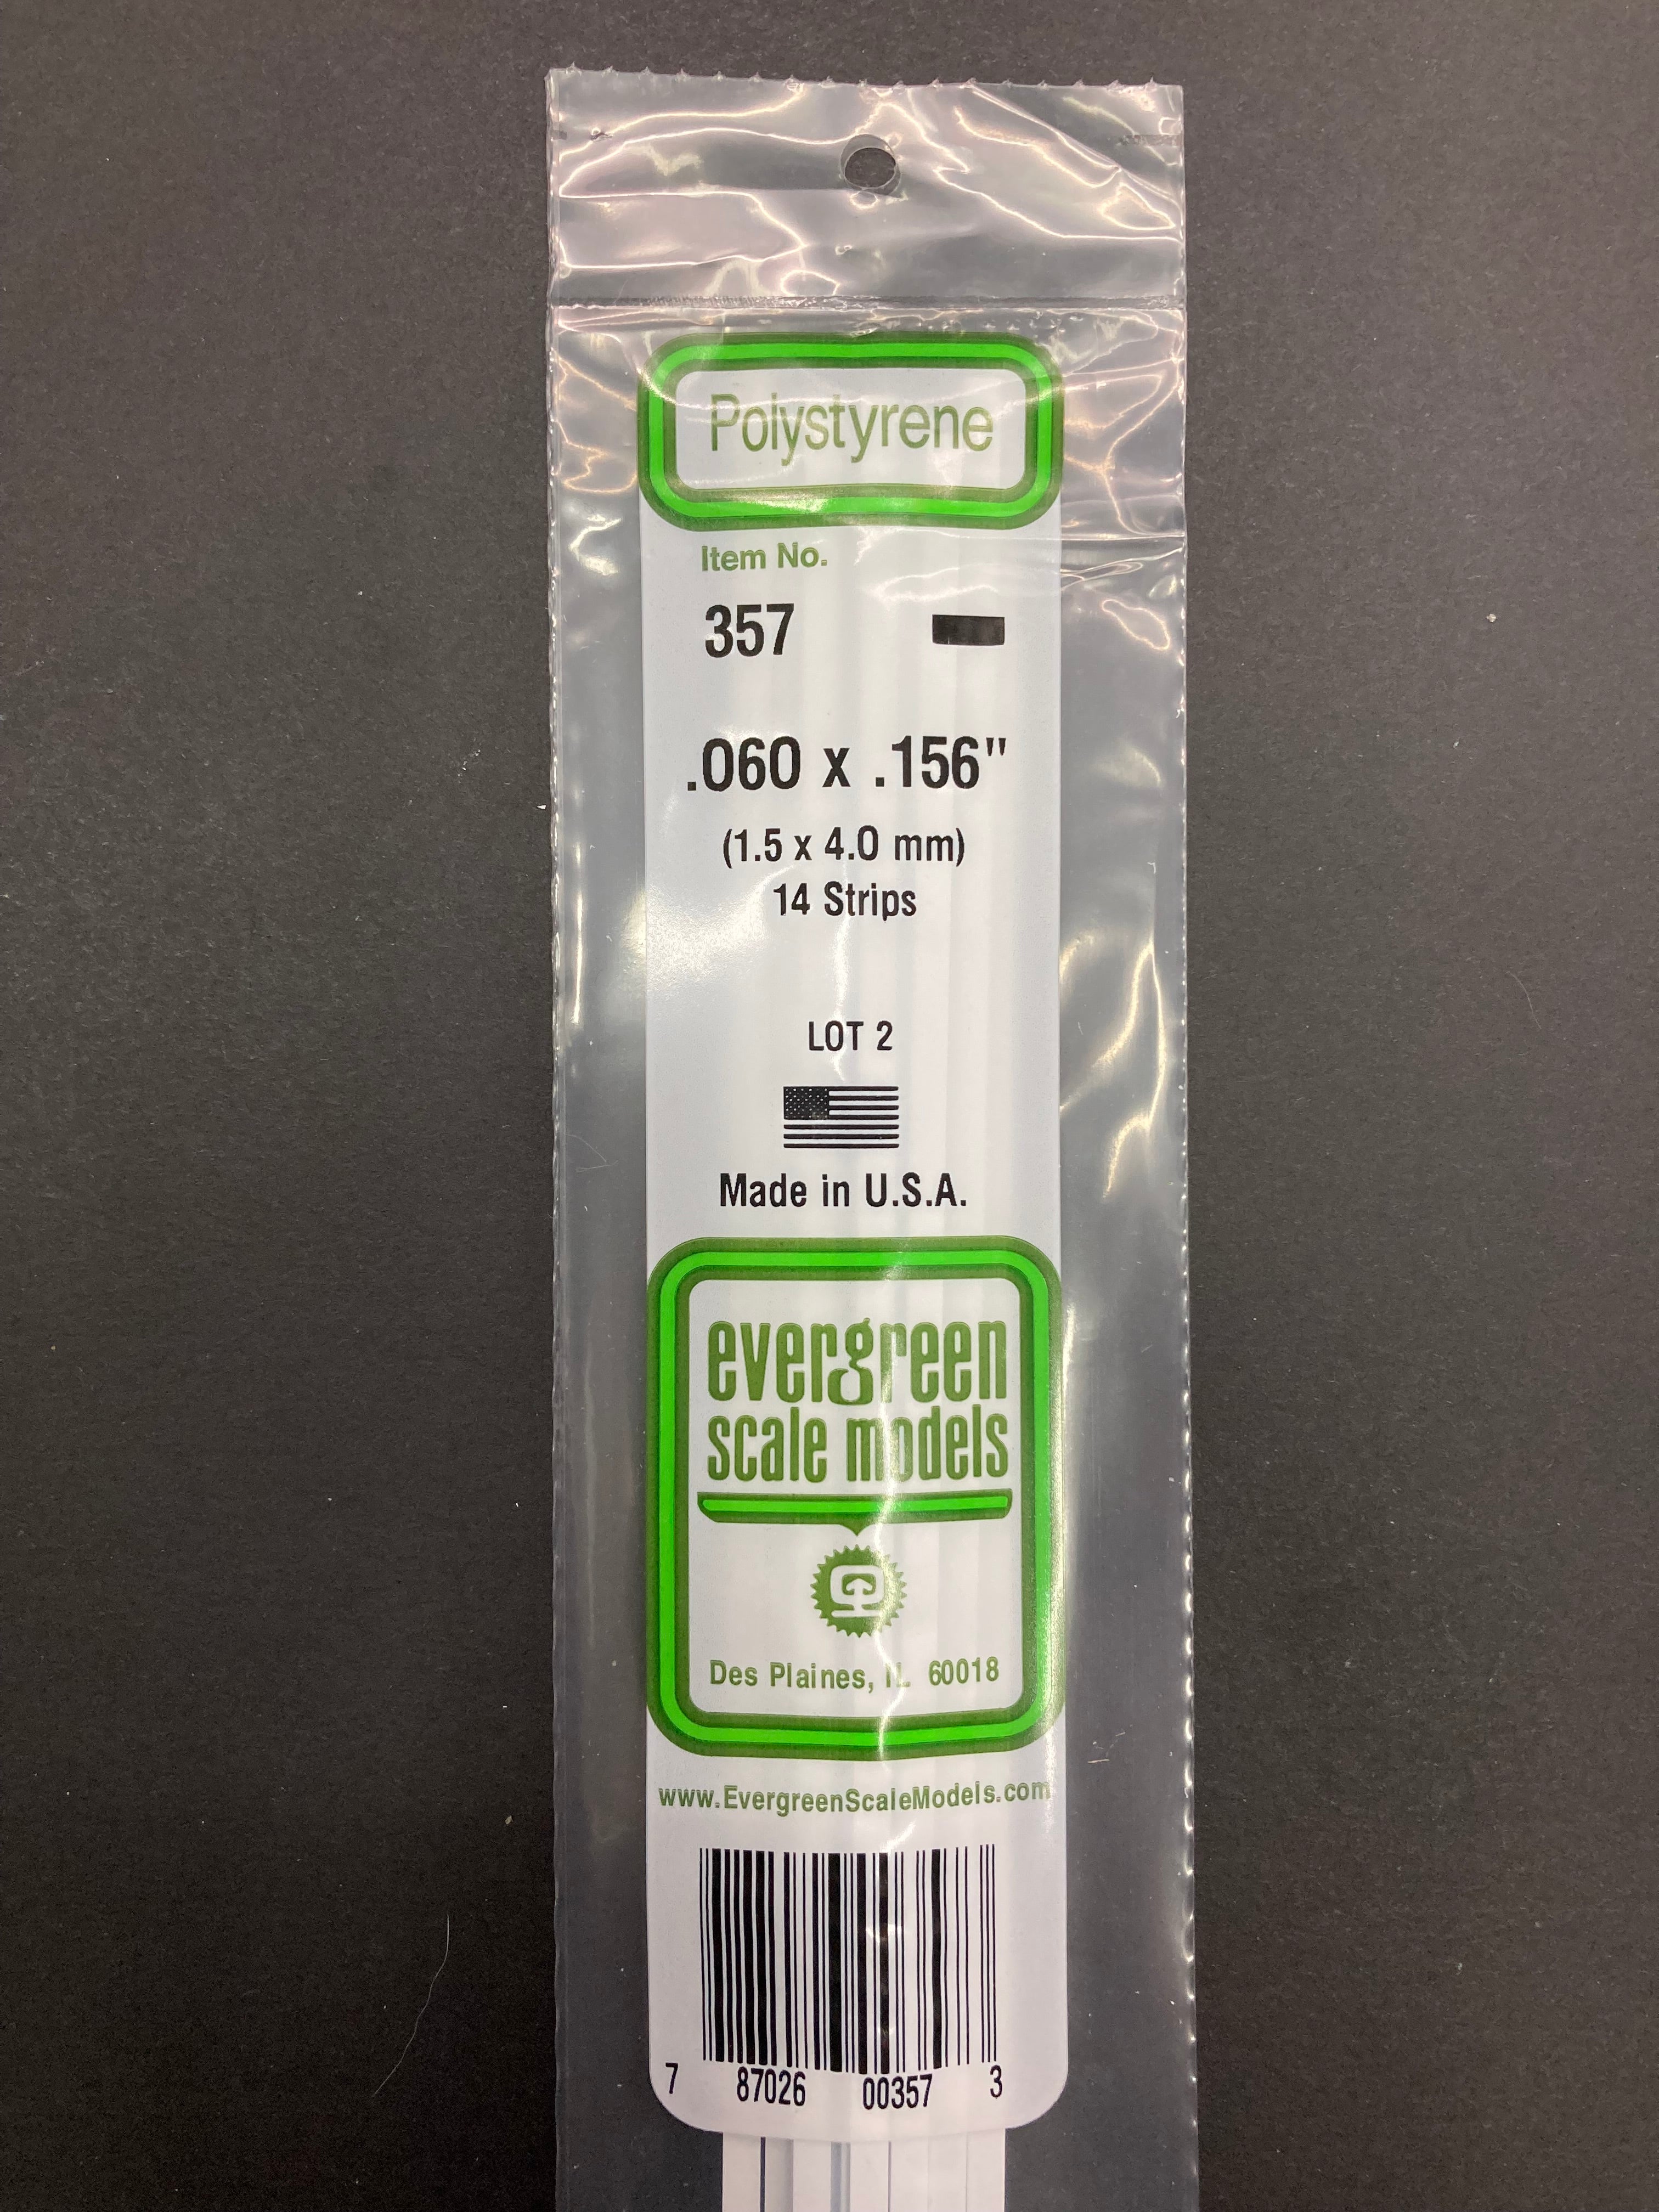 Polystyrene
Item No.
357
.060 x .156"
(1.5 x 4.0 mm)
14 Strips
LOT 2
Made in U.S.A.
evergreen
scale models
Des Plaines, IL 60018
www.EvergreenScaleModels.com
7 87026 00357 3